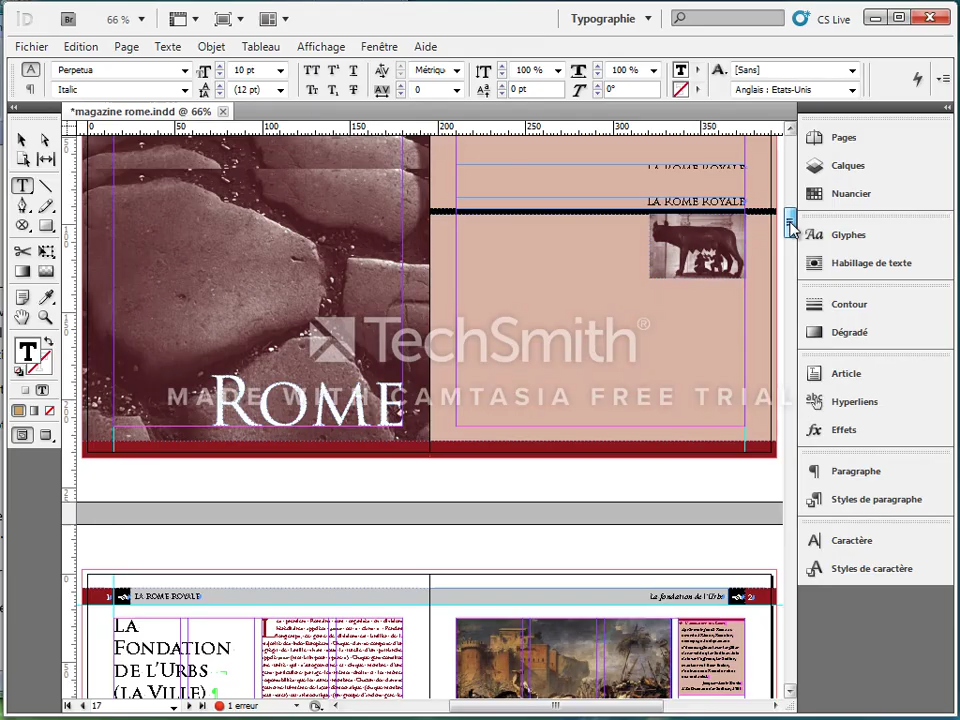 Br 66 % Typographie CS Live
Fichier Edition Page Texte Objet Tableau Affichage Fenêtre Aide
Perpetua 10 pt Métriqu 100 % 100 % [Sans]
Italic (12 pt) 0 0 pt 0° Anglais : Etats-Unis
*magazine rome.indd @ 66%
0 50 100 150 200 250 300 350
LA ROME ROYALE
LA ROME ROYALE
TechSmith®
MADE WITH CAMTASIA FREE TRIAL
ROME
1 LA ROME ROYALE La fondation de l'Urbs 2
LA
FONDATION
DE L'URBS
(LA VILLE)
17 1 erreur
Pages
Calques
Nuancier
Glyphes
Habillage de texte
Contour
Dégradé
Article
Hyperliens
Effets
Paragraphe
Styles de paragraphe
Caractère
Styles de caractère